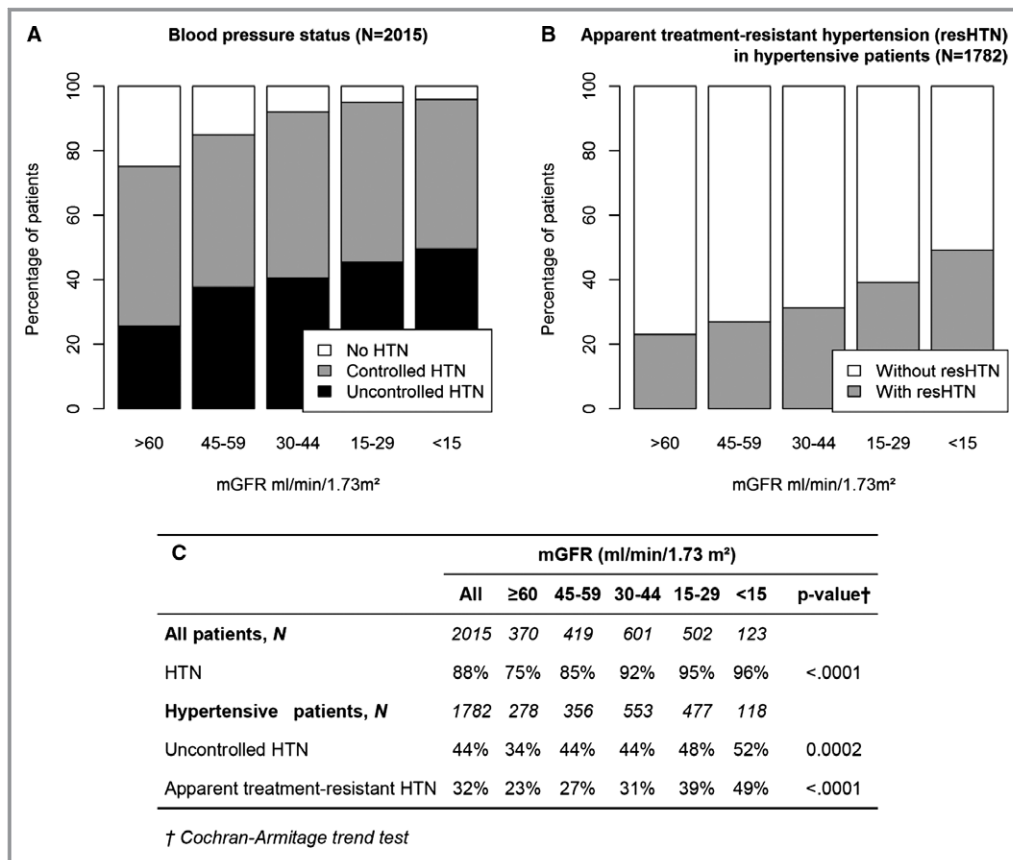 A Blood pressure status (N=2015)
Percentage of patients
100
80
60
40
20
0
No HTN
Controlled HTN
Uncontrolled HTN
>60 45-59 30-44 15-29 <15
mGFR ml/min/1.73m²
B Apparent treatment-resistant hypertension (resHTN)
in hypertensive patients (N=1782)
Percentage of patients
100
80
60
40
20
0
Without resHTN
With resHTN
>60 45-59 30-44 15-29 <15
mGFR ml/min/1.73m²
C mGFR (ml/min/1.73 m²)
All ≥60 45-59 30-44 15-29 <15 p-value†
All patients, N 2015 370 419 601 502 123
HTN 88% 75% 85% 92% 95% 96% <.0001
Hypertensive patients, N 1782 278 356 553 477 118
Uncontrolled HTN 44% 34% 44% 44% 48% 52% 0.0002
Apparent treatment-resistant HTN 32% 23% 27% 31% 39% 49% <.0001
† Cochran-Armitage trend test